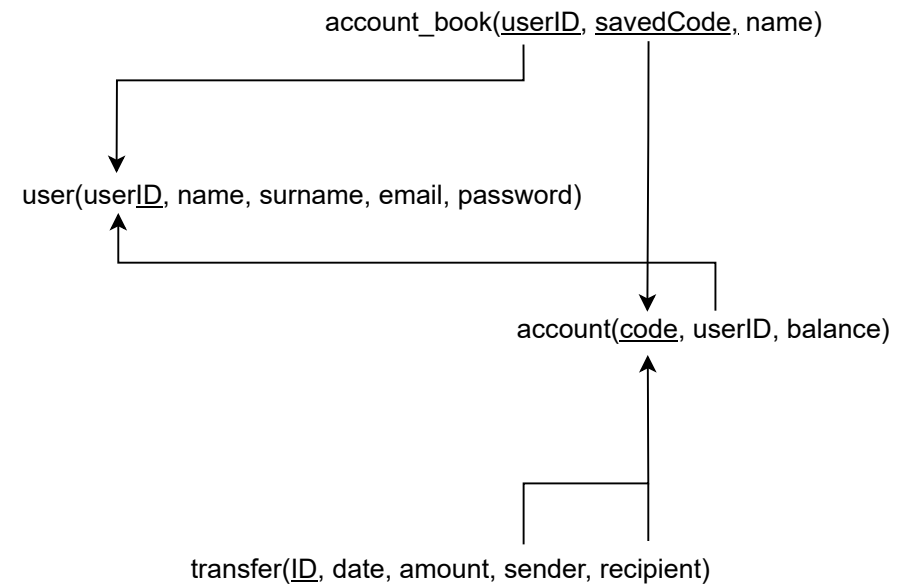 account_book(userID, savedCode, name)
user(userID, name, surname, email, password)
account(code, userID, balance)
transfer(ID, date, amount, sender, recipient)